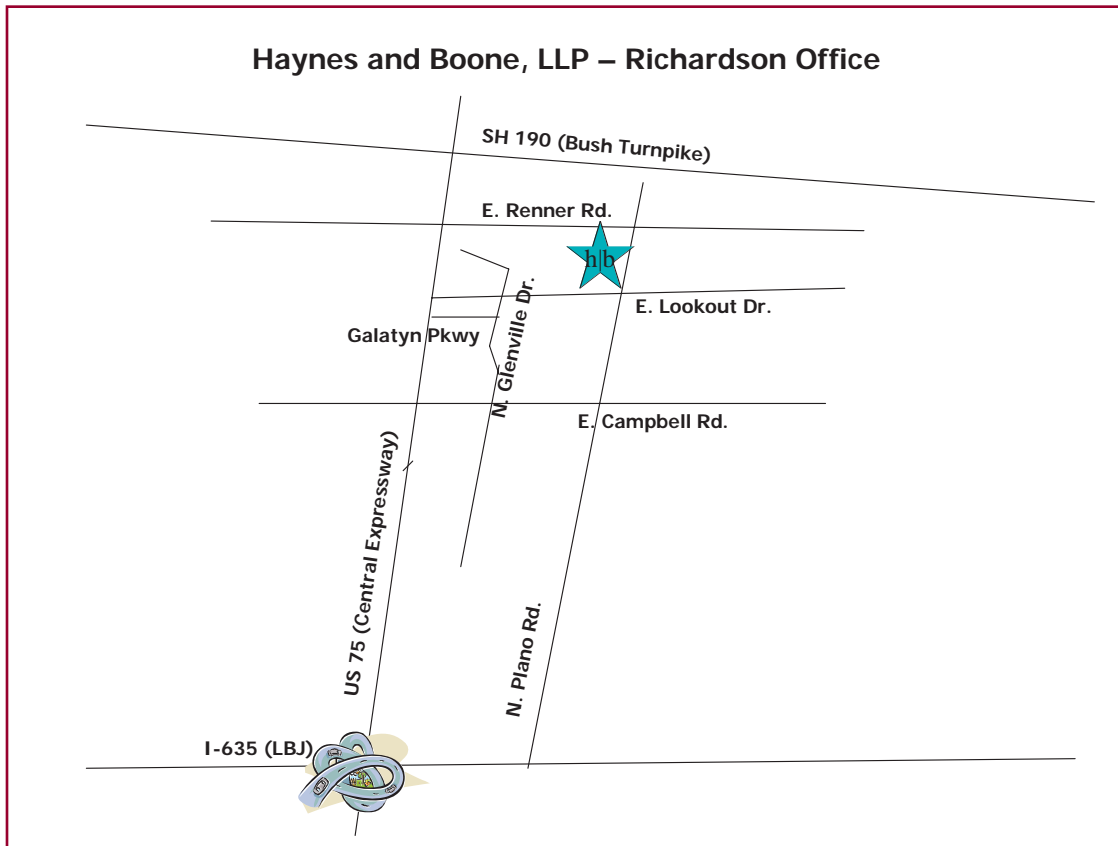 Haynes and Boone, LLP – Richardson Office
SH 190 (Bush Turnpike)
E. Renner Rd.
h|b
N. Glenville Dr.
E. Lookout Dr.
Galatyn Pkwy
E. Campbell Rd.
US 75 (Central Expressway)
N. Plano Rd.
I-635 (LBJ)